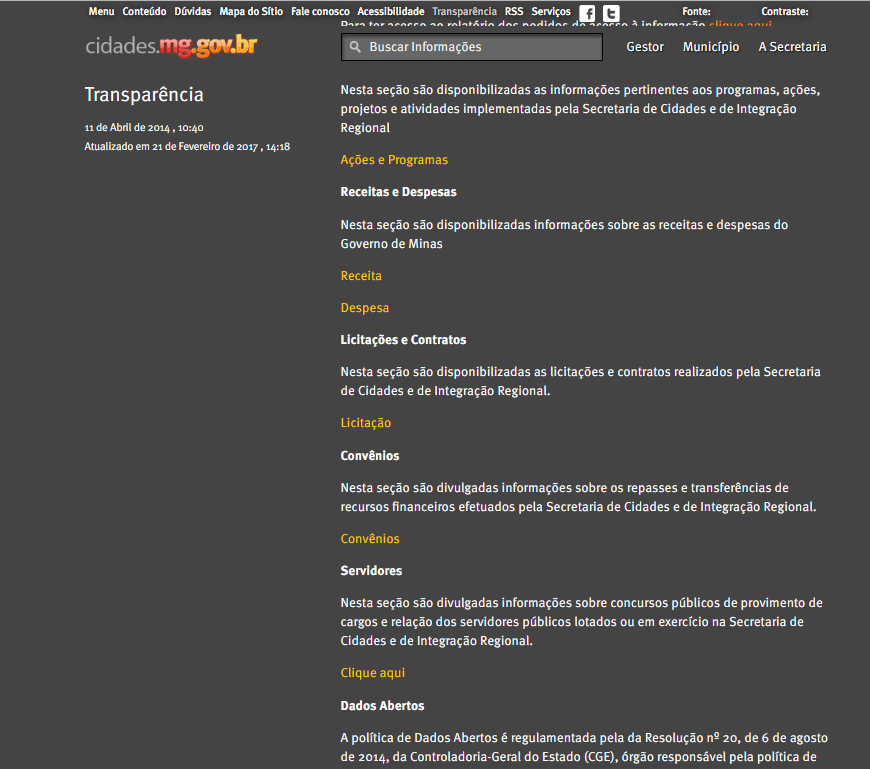 Menu Conteúdo Dúvidas Mapa do Sítio Fale conosco Acessibilidade Transparência RSS Serviços f t Fonte: Contraste:
Para ter acesso ao relatório dos pedidos de acesso à informação clique aqui
cidades.mg.gov.br
Buscar Informações
Gestor Município A Secretaria
Transparência
11 de Abril de 2014 , 10:40
Atualizado em 21 de Fevereiro de 2017 , 14:18
Nesta seção são disponibilizadas as informações pertinentes aos programas, ações,
projetos e atividades implementadas pela Secretaria de Cidades e de Integração
Regional
Ações e Programas
Receitas e Despesas
Nesta seção são disponibilizadas informações sobre as receitas e despesas do
Governo de Minas
Receita
Despesa
Licitações e Contratos
Nesta seção são disponibilizadas as licitações e contratos realizados pela Secretaria
de Cidades e de Integração Regional.
Licitação
Convênios
Nesta seção são divulgadas informações sobre os repasses e transferências de
recursos financeiros efetuados pela Secretaria de Cidades e de Integração Regional.
Convênios
Servidores
Nesta seção são divulgadas informações sobre concursos públicos de provimento de
cargos e relação dos servidores públicos lotados ou em exercício na Secretaria de
Cidades e de Integração Regional.
Clique aqui
Dados Abertos
A política de Dados Abertos é regulamentada pela da Resolução nº 20, de 6 de agosto
de 2014, da Controladoria-Geral do Estado (CGE), órgão responsável pela política de